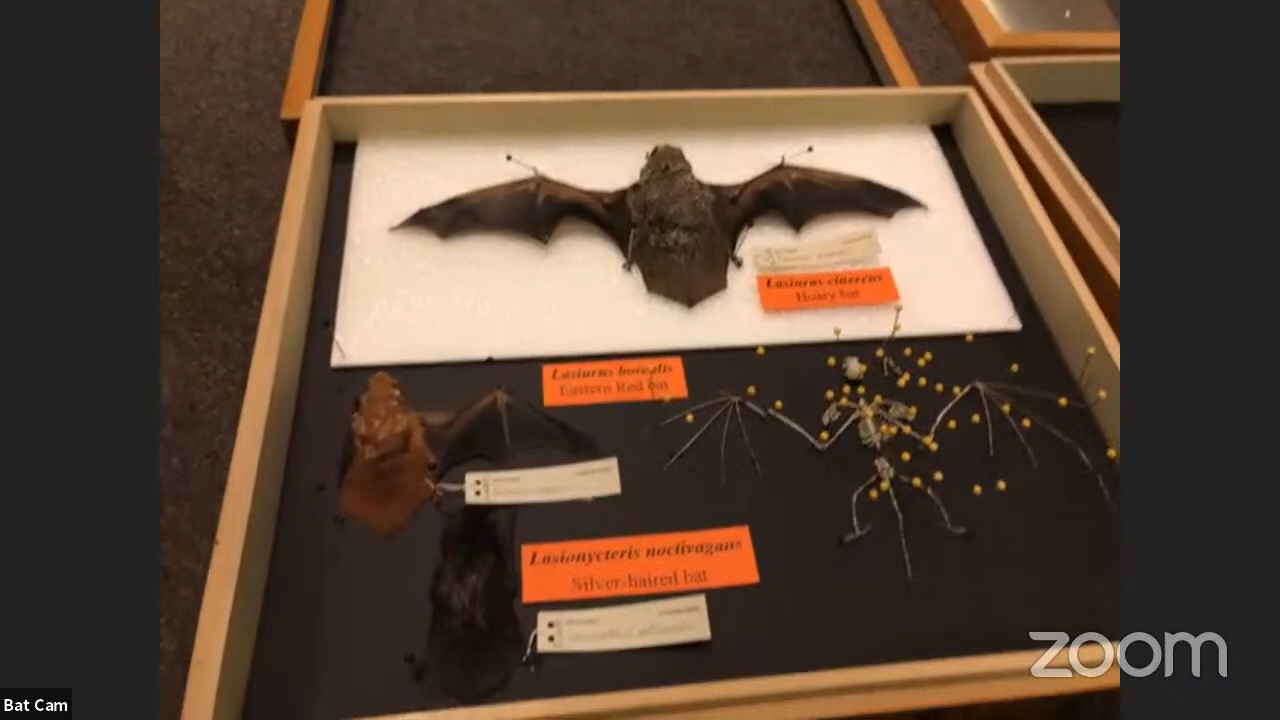 Lasiurus cinereus
Hoary bat
Lasiurus borealis
Eastern Red bat
Lasionycteris noctivagans
Silver-haired bat
zoom
Bat Cam